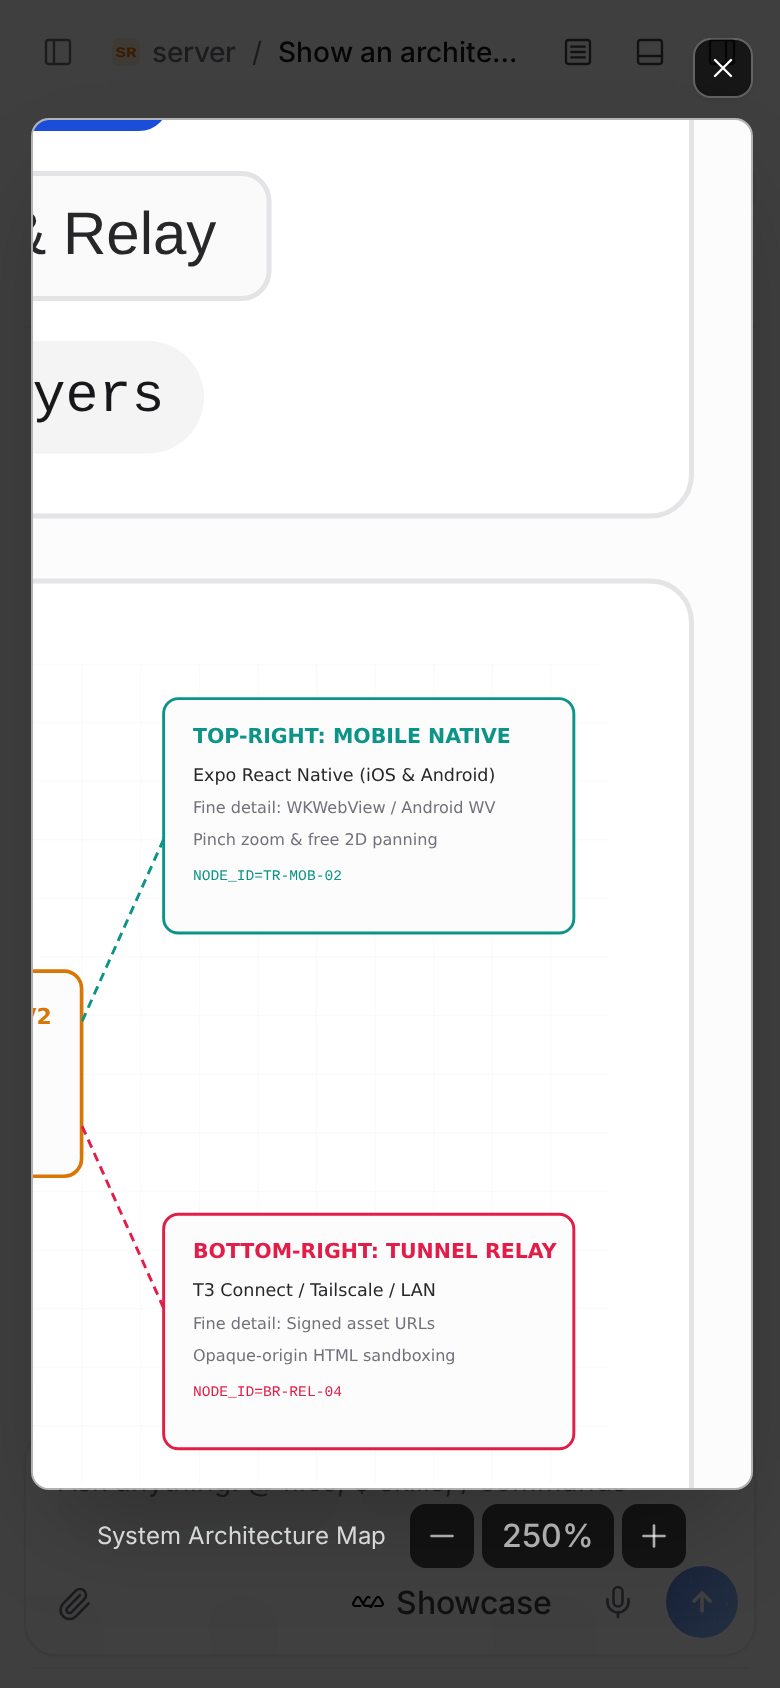 SR server / Show an archite...
& Relay
yers
TOP-RIGHT: MOBILE NATIVE
Expo React Native (iOS & Android)
Fine detail: WKWebView / Android WV
Pinch zoom & free 2D panning
NODE_ID=TR-MOB-02
/2
BOTTOM-RIGHT: TUNNEL RELAY
T3 Connect / Tailscale / LAN
Fine detail: Signed asset URLs
Opaque-origin HTML sandboxing
NODE_ID=BR-REL-04
System Architecture Map
250%
Showcase